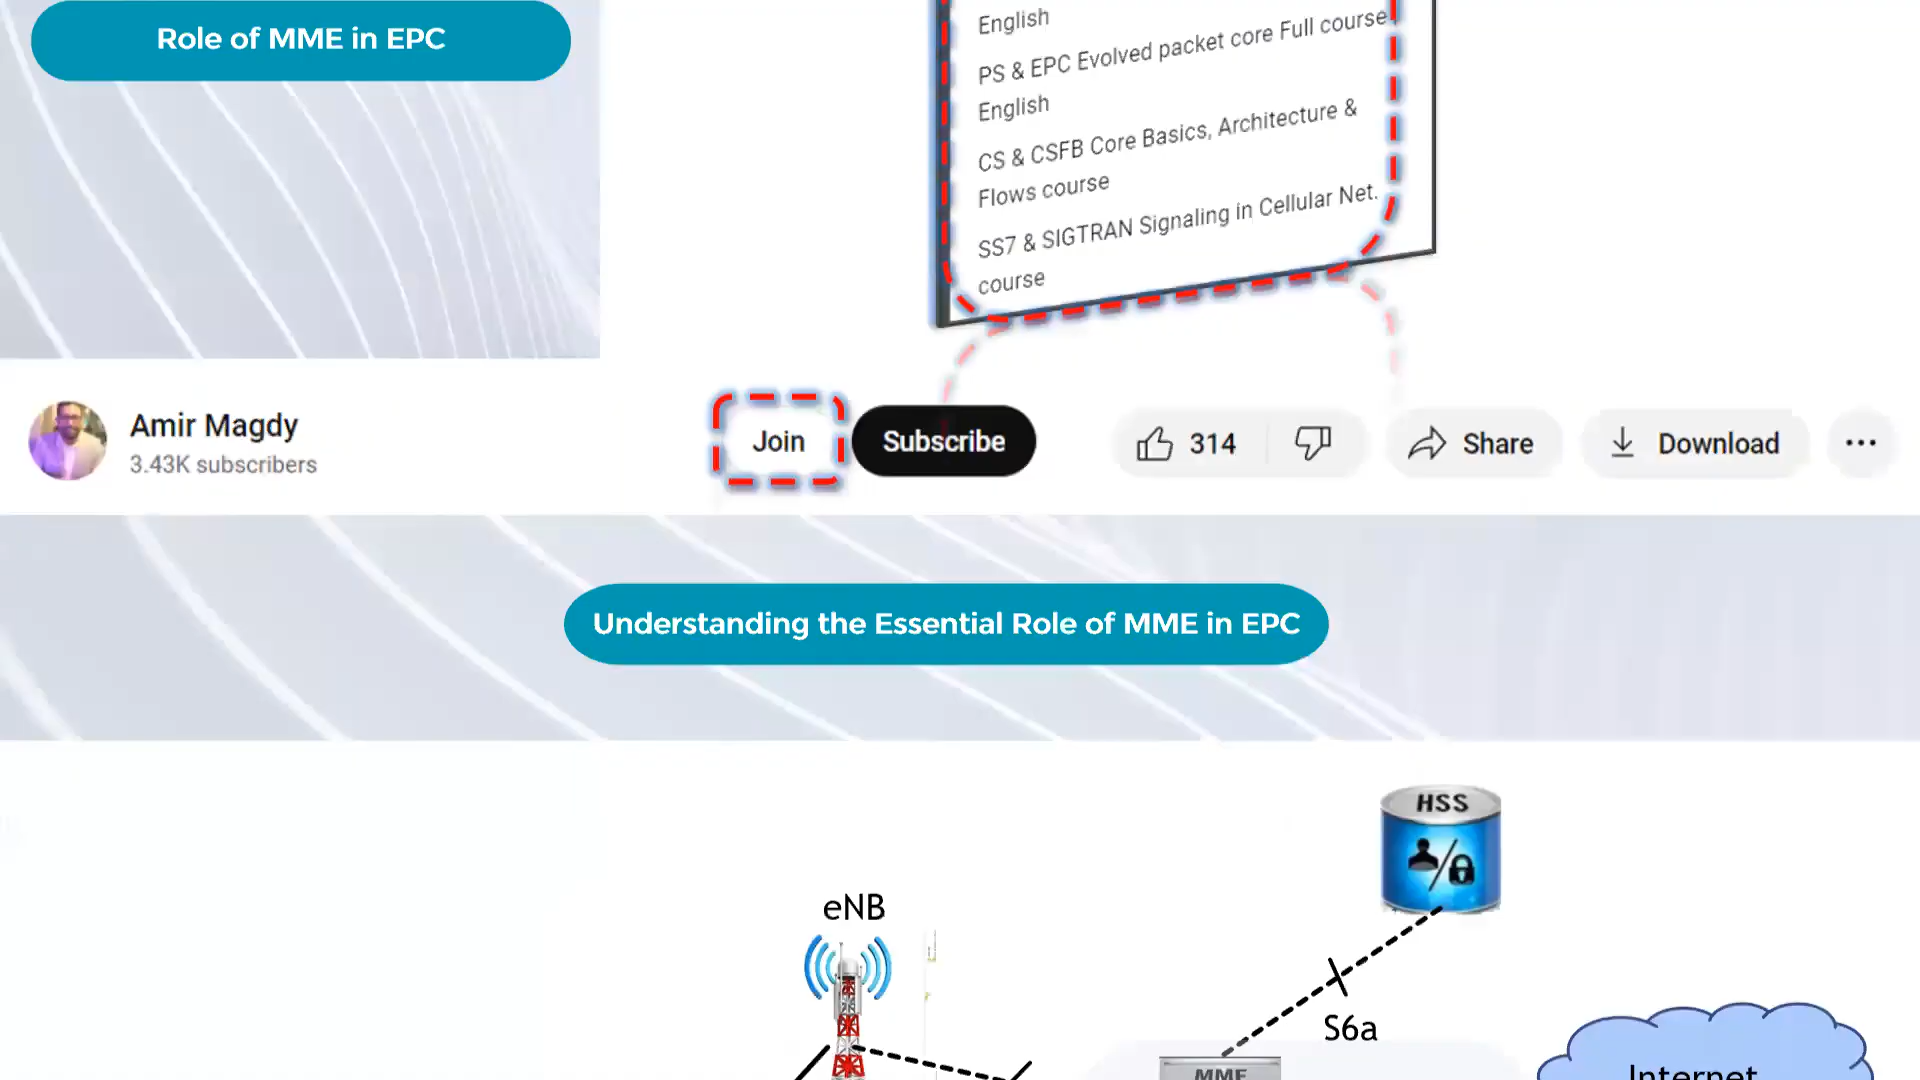 Role of MME in EPC
English
PS & EPC Evolved packet core Full course
English
CS & CSFB Core Basics, Architecture &
Flows course
SS7 & SIGTRAN Signaling in Cellular Net.
course
Amir Magdy
3.43K subscribers
Join
Subscribe
314
Share
Download
Understanding the Essential Role of MME in EPC
HSS
eNB
S6a
MME
Internet